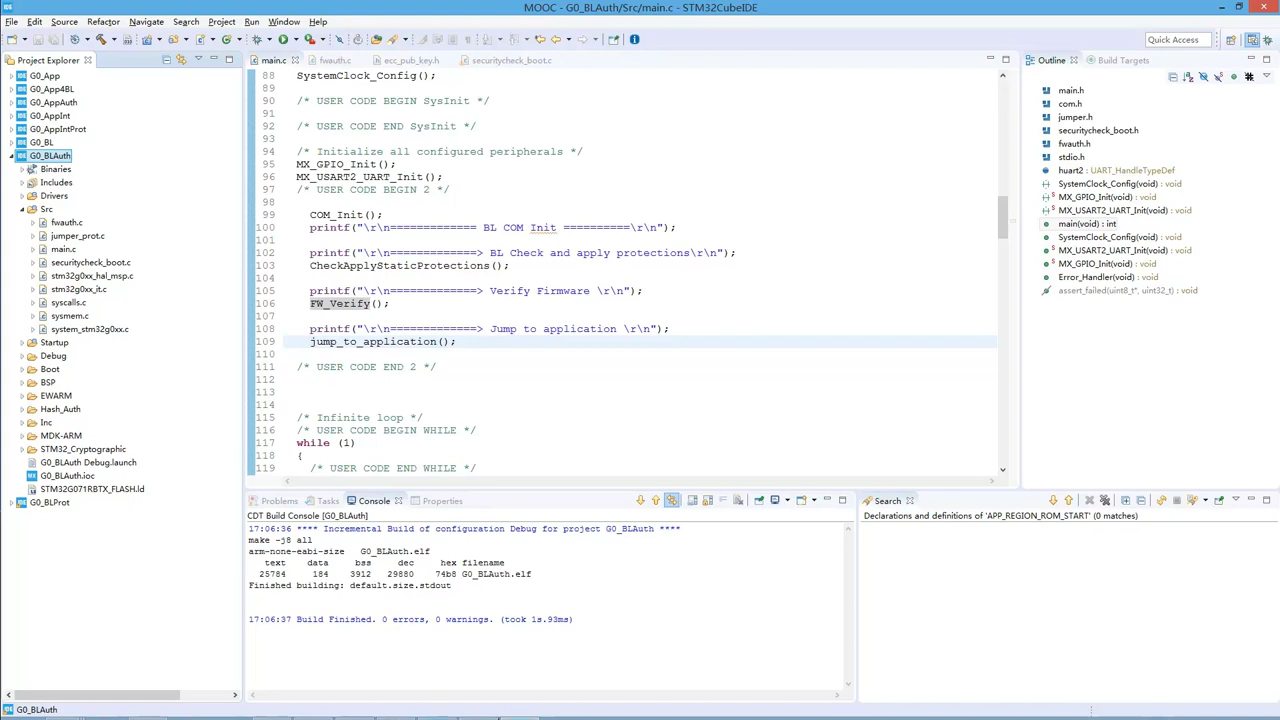 MOOC - G0_BLAuth/Src/main.c - STM32CubeIDE
File Edit Source Refactor Navigate Search Project Run Window Help
Quick Access
Project Explorer
G0_App
G0_App4BL
G0_AppAuth
G0_AppInt
G0_AppIntProt
G0_BL
G0_BLAuth
Binaries
Includes
Drivers
Src
fwauth.c
jumper_prot.c
main.c
securitycheck_boot.c
stm32g0xx_hal_msp.c
stm32g0xx_it.c
syscalls.c
sysmem.c
system_stm32g0xx.c
Startup
Debug
Boot
BSP
EWARM
Hash_Auth
Inc
MDK-ARM
STM32_Cryptographic
G0_BLAuth Debug.launch
G0_BLAuth.ioc
STM32G071RBTX_FLASH.ld
G0_BLProt
main.c fwauth.c ecc_pub_key.h securitycheck_boot.c
88 SystemClock_Config();
89
90 /* USER CODE BEGIN SysInit */
91
92 /* USER CODE END SysInit */
93
94 /* Initialize all configured peripherals */
95 MX_GPIO_Init();
96 MX_USART2_UART_Init();
97 /* USER CODE BEGIN 2 */
98
99 COM_Init();
100 printf("\r\n============= BL COM Init ==========\r\n");
101
102 printf("\r\n=============> BL Check and apply protections\r\n");
103 CheckApplyStaticProtections();
104
105 printf("\r\n=============> Verify Firmware \r\n");
106 FW_Verify();
107
108 printf("\r\n=============> Jump to application \r\n");
109 jump_to_application();
110
111 /* USER CODE END 2 */
112
113
114
115 /* Infinite loop */
116 /* USER CODE BEGIN WHILE */
117 while (1)
118 {
119 /* USER CODE END WHILE */
Outline Build Targets
main.h
com.h
jumper.h
securitycheck_boot.h
fwauth.h
stdio.h
huart2 : UART_HandleTypeDef
SystemClock_Config(void) : void
MX_GPIO_Init(void) : void
MX_USART2_UART_Init(void) : void
main(void) : int
SystemClock_Config(void) : void
MX_USART2_UART_Init(void) : void
MX_GPIO_Init(void) : void
Error_Handler(void) : void
assert_failed(uint8_t*, uint32_t) : void
Problems Tasks Console Properties
CDT Build Console [G0_BLAuth]
17:06:36 **** Incremental Build of configuration Debug for project G0_BLAuth ****
make -j8 all
arm-none-eabi-size G0_BLAuth.elf
text data bss dec hex filename
25784 184 3912 29880 74b8 G0_BLAuth.elf
Finished building: default.size.stdout
17:06:37 Build Finished. 0 errors, 0 warnings. (took 1s.93ms)
Search
Declarations and definitions of 'APP_REGION_ROM_START' (0 matches)
G0_BLAuth